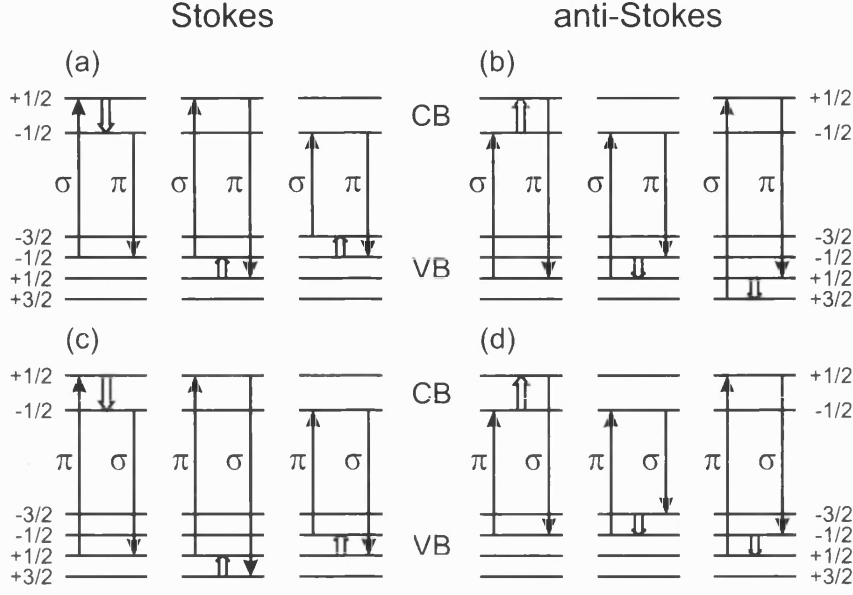 Stokes anti-Stokes
(a) (b)
+1/2 CB +1/2
-1/2 -1/2
σ π σ π σ π σ π σ π σ π
-3/2 -3/2
-1/2 VB -1/2
+1/2 +1/2
+3/2 +3/2
(c) (d)
+1/2 CB +1/2
-1/2 -1/2
π σ π σ π σ π σ π σ π σ
-3/2 -3/2
-1/2 VB -1/2
+1/2 +1/2
+3/2 +3/2